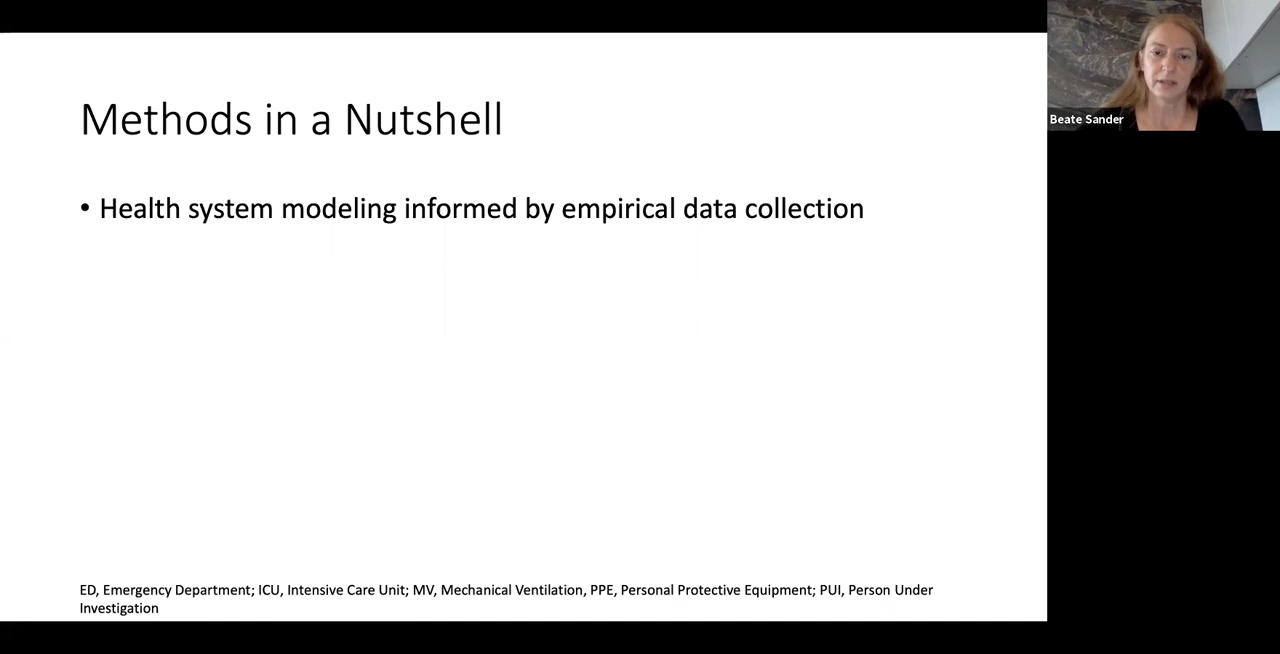 Methods in a Nutshell
• Health system modeling informed by empirical data collection
ED, Emergency Department; ICU, Intensive Care Unit; MV, Mechanical Ventilation, PPE, Personal Protective Equipment; PUI, Person Under
Investigation
Beate Sander